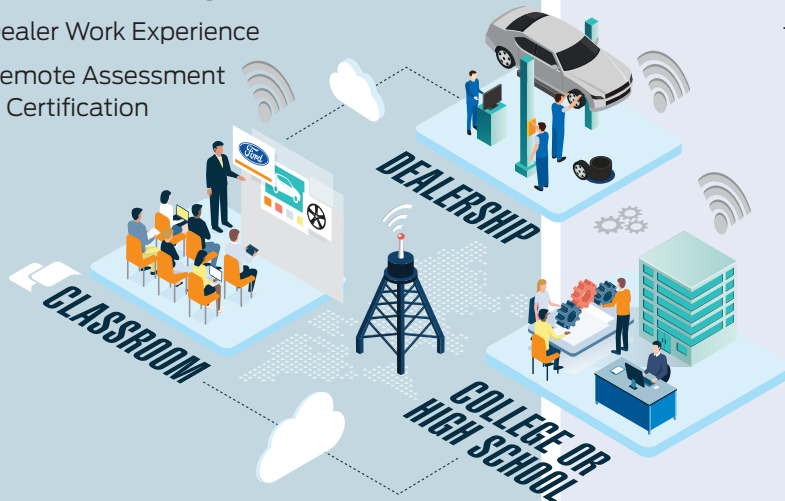 ealer Work Experience
emote Assessment
Certification
Ford
DEALERSHIP
CLASSROOM
COLLEGE OR
HIGH SCHOOL